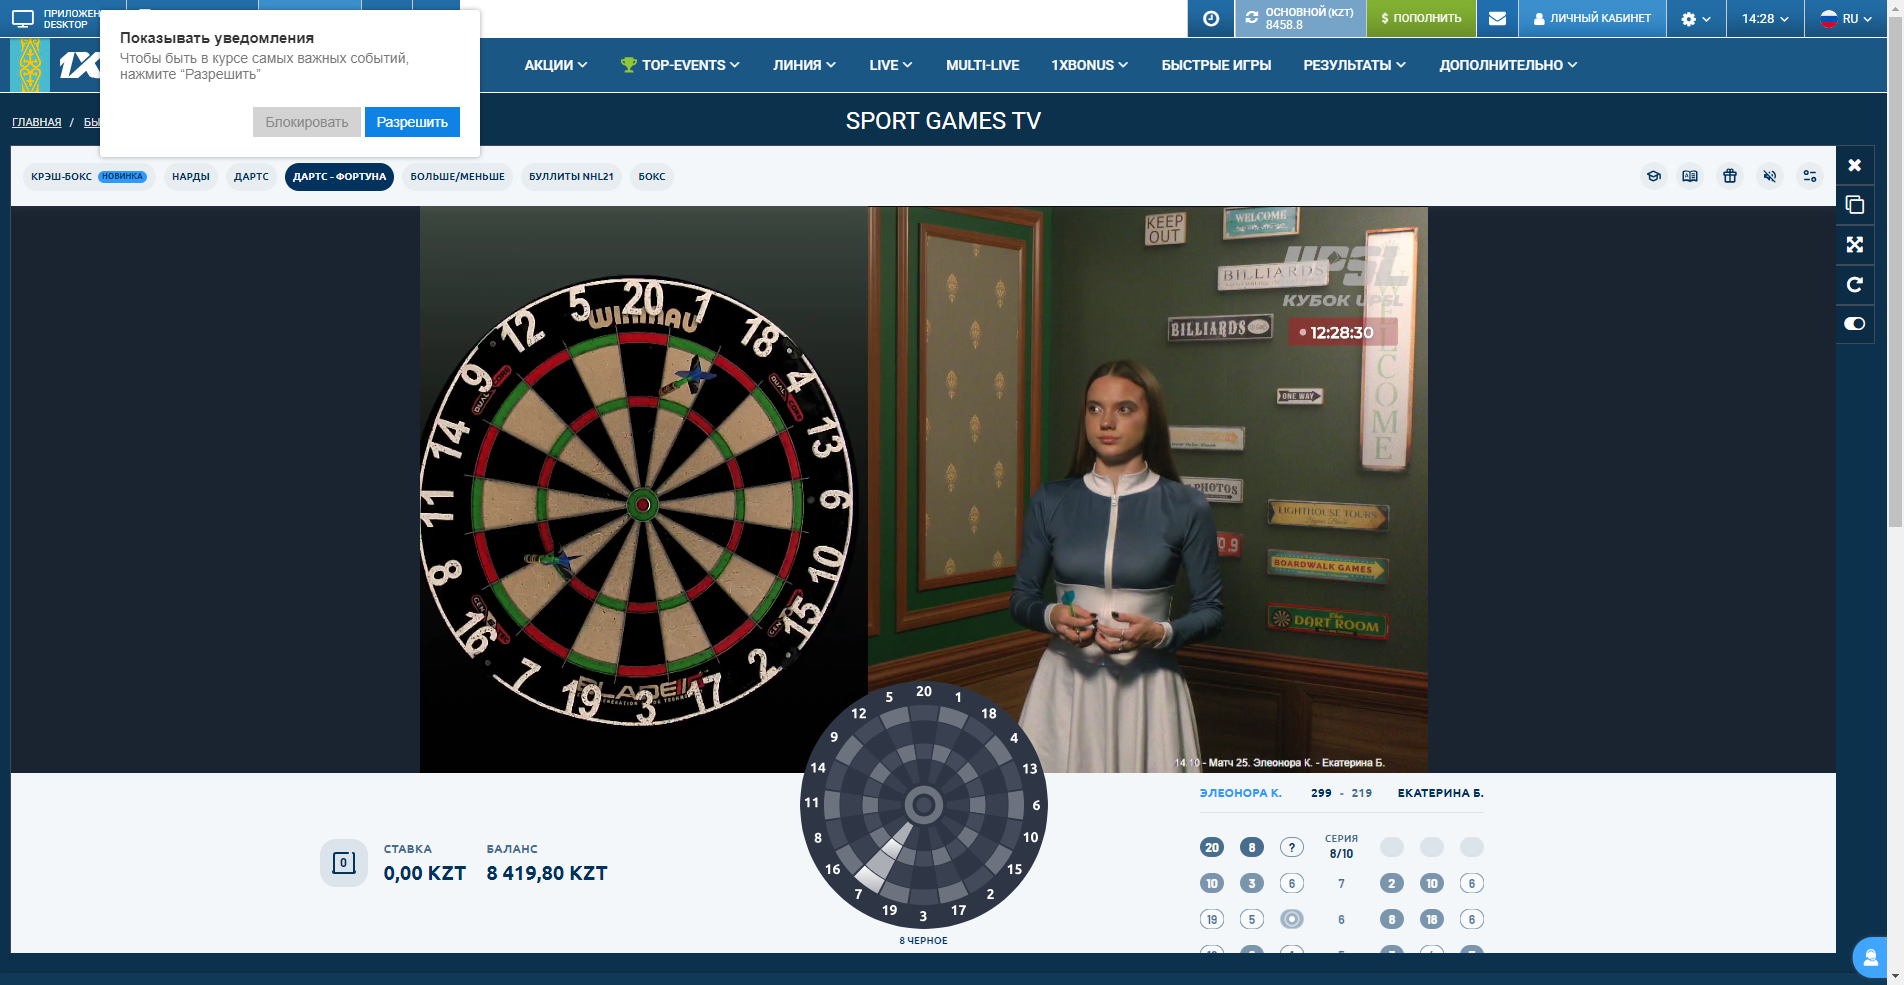 ПРИЛОЖЕН
DESKTOP
Показывать уведомления
Чтобы быть в курсе самых важных событий,
нажмите “Разрешить”
Блокировать
Разрешить
ОСНОВНОЙ (KZT)
8458.8
$ ПОПОЛНИТЬ
ЛИЧНЫЙ КАБИНЕТ
14:28
RU
1X
АКЦИИ
TOP-EVENTS
ЛИНИЯ
LIVE
MULTI-LIVE
1XBONUS
БЫСТРЫЕ ИГРЫ
РЕЗУЛЬТАТЫ
ДОПОЛНИТЕЛЬНО
ГЛАВНАЯ / БЫ
SPORT GAMES TV
КРЭШ-БОКС НОВИНКА
НАРДЫ
ДАРТС
ДАРТС - ФОРТУНА
БОЛЬШЕ/МЕНЬШЕ
БУЛЛИТЫ NHL21
БОКС
20 1 18 4 13 6 10 15 2 17 3 19 7 16 8 11 14 9 12 5
WINMAU
KEEP
OUT
WELCOME
BILLIARDS
UPSL
КУБОК UPSL
12:28:30
BILLIARDS
WELCOME
ONE WAY
PHOTOS
LIGHTHOUSE TOURS
TO 9
BOARDWALK GAMES
The
DART ROOM
14.10 - Матч 25. Элеонора К. - Екатерина Б.
20 1 18 4 13 6 10 15 2 17 3 19 7 16 8 11 14 9 12 5
8 ЧЕРНОЕ
0
СТАВКА
0,00 KZT
БАЛАНС
8 419,80 KZT
ЭЛЕОНОРА К. 299 - 219 ЕКАТЕРИНА Б.
20 8 ? СЕРИЯ
8/10
10 3 6 7 2 10 6
19 5 6 8 18 6